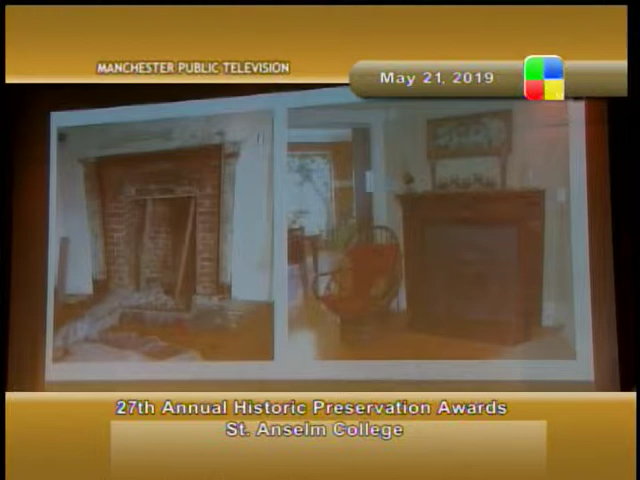 MANCHESTER PUBLIC TELEVISION
May 21, 2019
27th Annual Historic Preservation Awards
St. Anselm College